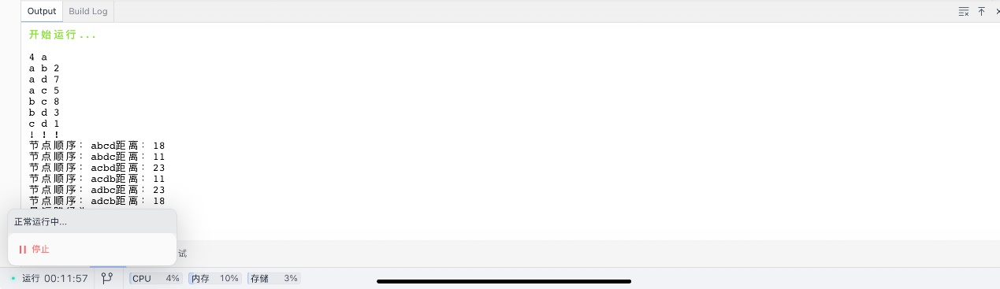 Output Build Log
开始运行...
4 a
a b 2
a d 7
a c 5
b c 8
b d 3
c d 1
! ! !
节点顺序：abcd距离：18
节点顺序：abdc距离：11
节点顺序：acbd距离：23
节点顺序：acdb距离：11
节点顺序：adbc距离：23
节点顺序：adcb距离：18
正常运行中...
停止
试
运行 00:11:57 CPU 4% 内存 10% 存储 3%